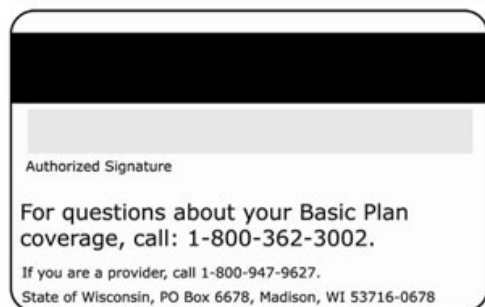 Authorized Signature
For questions about your Basic Plan
coverage, call: 1-800-362-3002.
If you are a provider, call 1-800-947-9627.
State of Wisconsin, PO Box 6678, Madison, WI 53716-0678